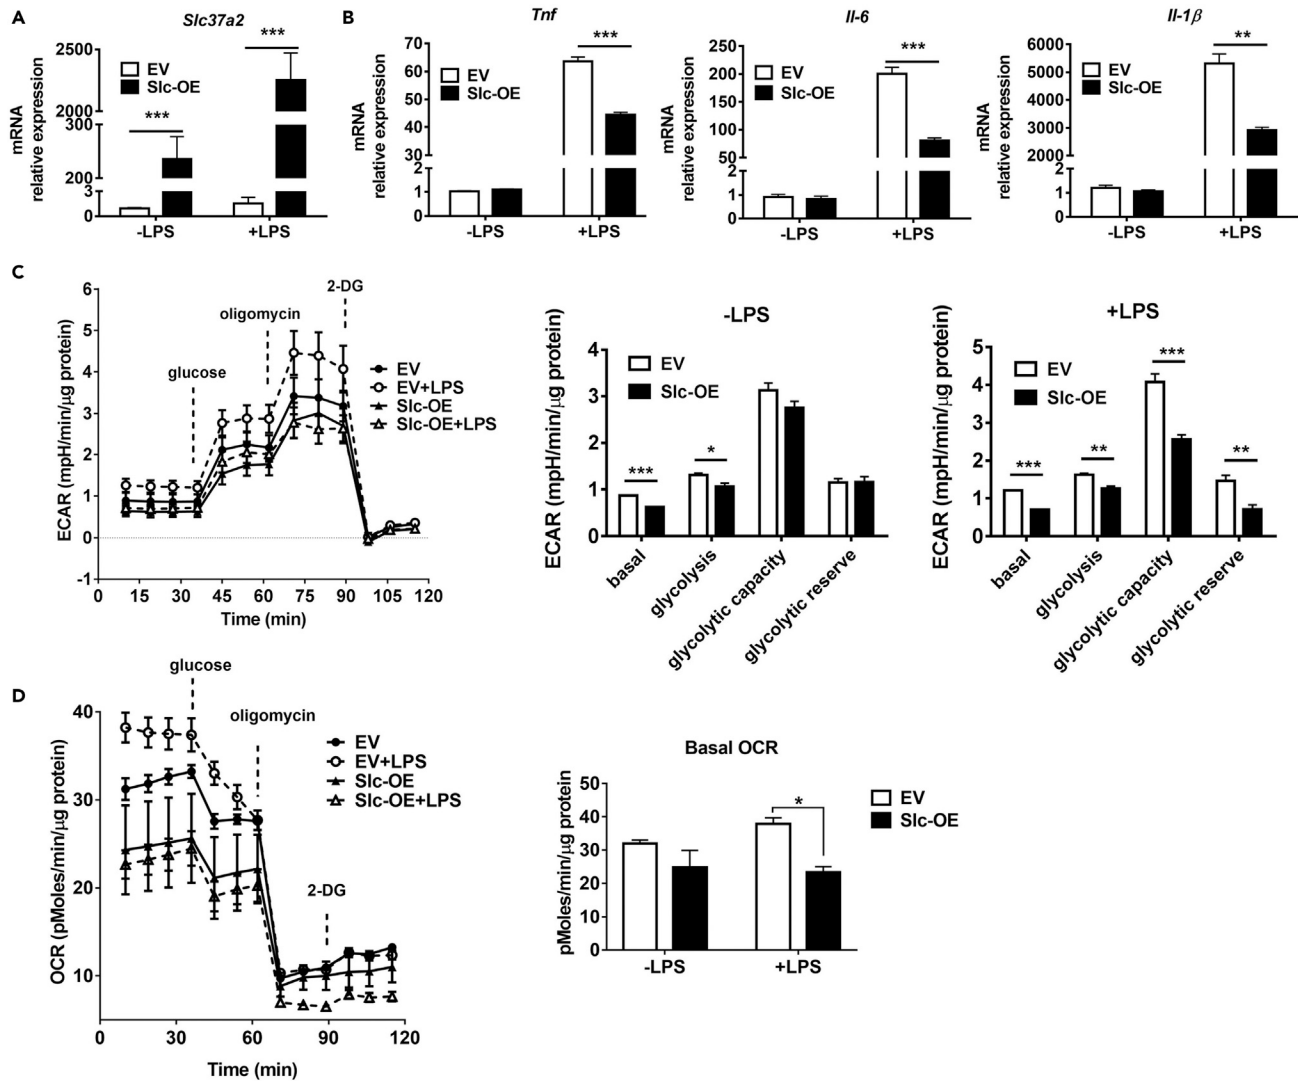 A
Slc37a2
mRNA
relative expression
2500
2000
300
200
3
0
EV
Slc-OE
***
***
-LPS
+LPS
B
Tnf
mRNA
relative expression
70
60
50
40
30
2
1
0
EV
Slc-OE
***
-LPS
+LPS
Il-6
mRNA
relative expression
250
200
150
100
50
2
1
0
EV
Slc-OE
***
-LPS
+LPS
Il-1β
mRNA
relative expression
6000
5000
4000
3000
2000
2
1
0
EV
Slc-OE
**
-LPS
+LPS
C
ECAR (mpH/min/µg protein)
6
5
4
3
2
1
0
-1
glucose
oligomycin
2-DG
EV
EV+LPS
Slc-OE
Slc-OE+LPS
0 15 30 45 60 75 90 105 120
Time (min)
-LPS
ECAR (mpH/min/µg protein)
4
3
2
1
0
EV
Slc-OE
***
*
basal
glycolysis
glycolytic capacity
glycolytic reserve
+LPS
ECAR (mpH/min/µg protein)
5
4
3
2
1
0
EV
Slc-OE
***
**
***
**
basal
glycolysis
glycolytic capacity
glycolytic reserve
D
OCR (pMoles/min/µg protein)
40
30
20
10
glucose
oligomycin
2-DG
EV
EV+LPS
Slc-OE
Slc-OE+LPS
0 30 60 90 120
Time (min)
Basal OCR
pMoles/min/µg protein
50
40
30
20
10
0
*
EV
Slc-OE
-LPS
+LPS